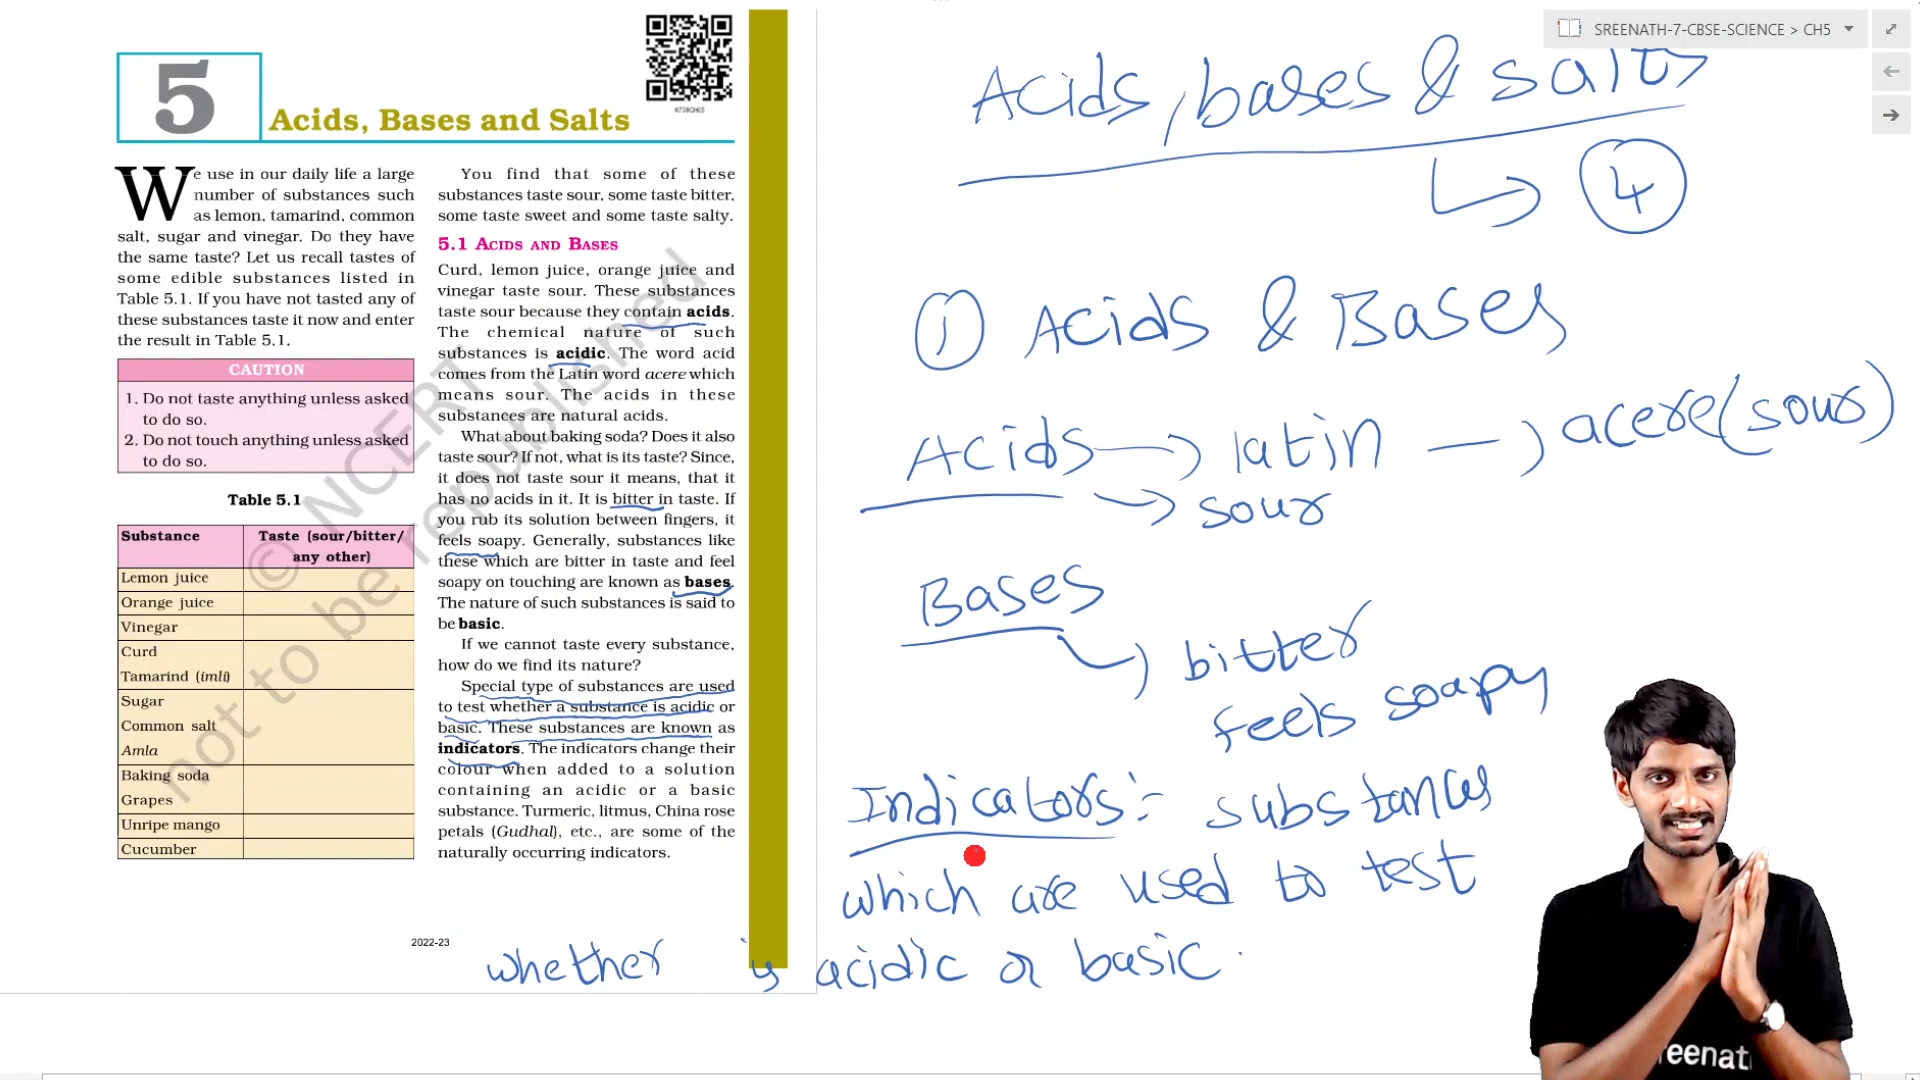 SREENATH-7-CBSE-SCIENCE > CH5
5
Acids, Bases and Salts
We use in our daily life a large
number of substances such
as lemon, tamarind, common
salt, sugar and vinegar. Do they have
the same taste? Let us recall tastes of
some edible substances listed in
Table 5.1. If you have not tasted any of
these substances taste it now and enter
the result in Table 5.1.
CAUTION
1. Do not taste anything unless asked
to do so.
2. Do not touch anything unless asked
to do so.
Table 5.1
Substance Taste (sour/bitter/
any other)
Lemon juice
Orange juice
Vinegar
Curd
Tamarind (imli)
Sugar
Common salt
Amla
Baking soda
Grapes
Unripe mango
Cucumber
You find that some of these
substances taste sour, some taste bitter,
some taste sweet and some taste salty.
5.1 ACIDS AND BASES
Curd, lemon juice, orange juice and
vinegar taste sour. These substances
taste sour because they contain acids.
The chemical nature of such
substances is acidic. The word acid
comes from the Latin word acere which
means sour. The acids in these
substances are natural acids.
What about baking soda? Does it also
taste sour? If not, what is its taste? Since,
it does not taste sour it means, that it
has no acids in it. It is bitter in taste. If
you rub its solution between fingers, it
feels soapy. Generally, substances like
these which are bitter in taste and feel
soapy on touching are known as bases.
The nature of such substances is said to
be basic.
If we cannot taste every substance,
how do we find its nature?
Special type of substances are used
to test whether a substance is acidic or
basic. These substances are known as
indicators. The indicators change their
colour when added to a solution
containing an acidic or a basic
substance. Turmeric, litmus, China rose
petals (Gudhal), etc., are some of the
naturally occurring indicators.
2022-23
© NCERT
not to be republished
Acids, bases & salts
4
1 Acids & Bases
Acids → latin → acere (sour)
→ sour
Bases
→ bitter
feels soapy
Indicators :- substances
which are used to test
whether is acidic or basic.
reenat